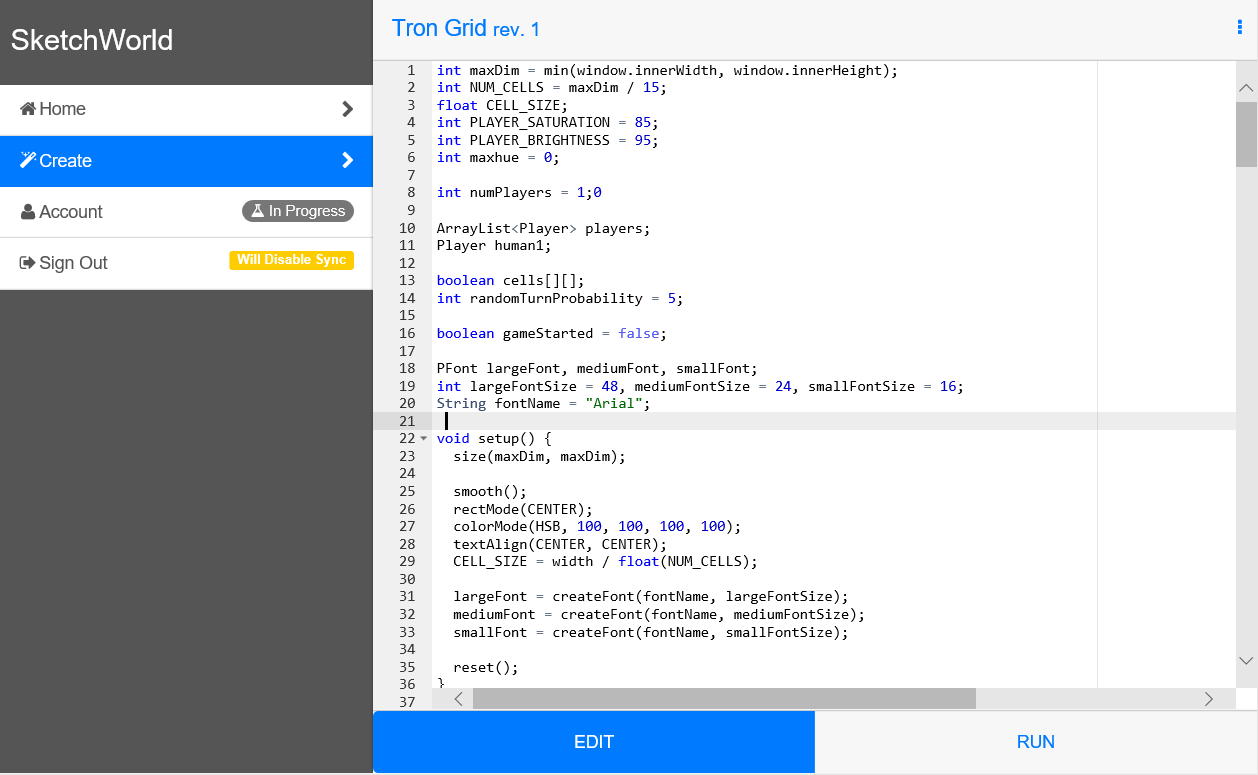 SketchWorld
Home
Create
Account
In Progress
Sign Out
Will Disable Sync
Tron Grid rev. 1
1 int maxDim = min(window.innerWidth, window.innerHeight);
2 int NUM_CELLS = maxDim / 15;
3 float CELL_SIZE;
4 int PLAYER_SATURATION = 85;
5 int PLAYER_BRIGHTNESS = 95;
6 int maxhue = 0;
7
8 int numPlayers = 1;0
9
10 ArrayList<Player> players;
11 Player human1;
12
13 boolean cells[][];
14 int randomTurnProbability = 5;
15
16 boolean gameStarted = false;
17
18 PFont largeFont, mediumFont, smallFont;
19 int largeFontSize = 48, mediumFontSize = 24, smallFontSize = 16;
20 String fontName = "Arial";
21
22 void setup() {
23 size(maxDim, maxDim);
24
25 smooth();
26 rectMode(CENTER);
27 colorMode(HSB, 100, 100, 100, 100);
28 textAlign(CENTER, CENTER);
29 CELL_SIZE = width / float(NUM_CELLS);
30
31 largeFont = createFont(fontName, largeFontSize);
32 mediumFont = createFont(fontName, mediumFontSize);
33 smallFont = createFont(fontName, smallFontSize);
34
35 reset();
36 }
37
EDIT
RUN